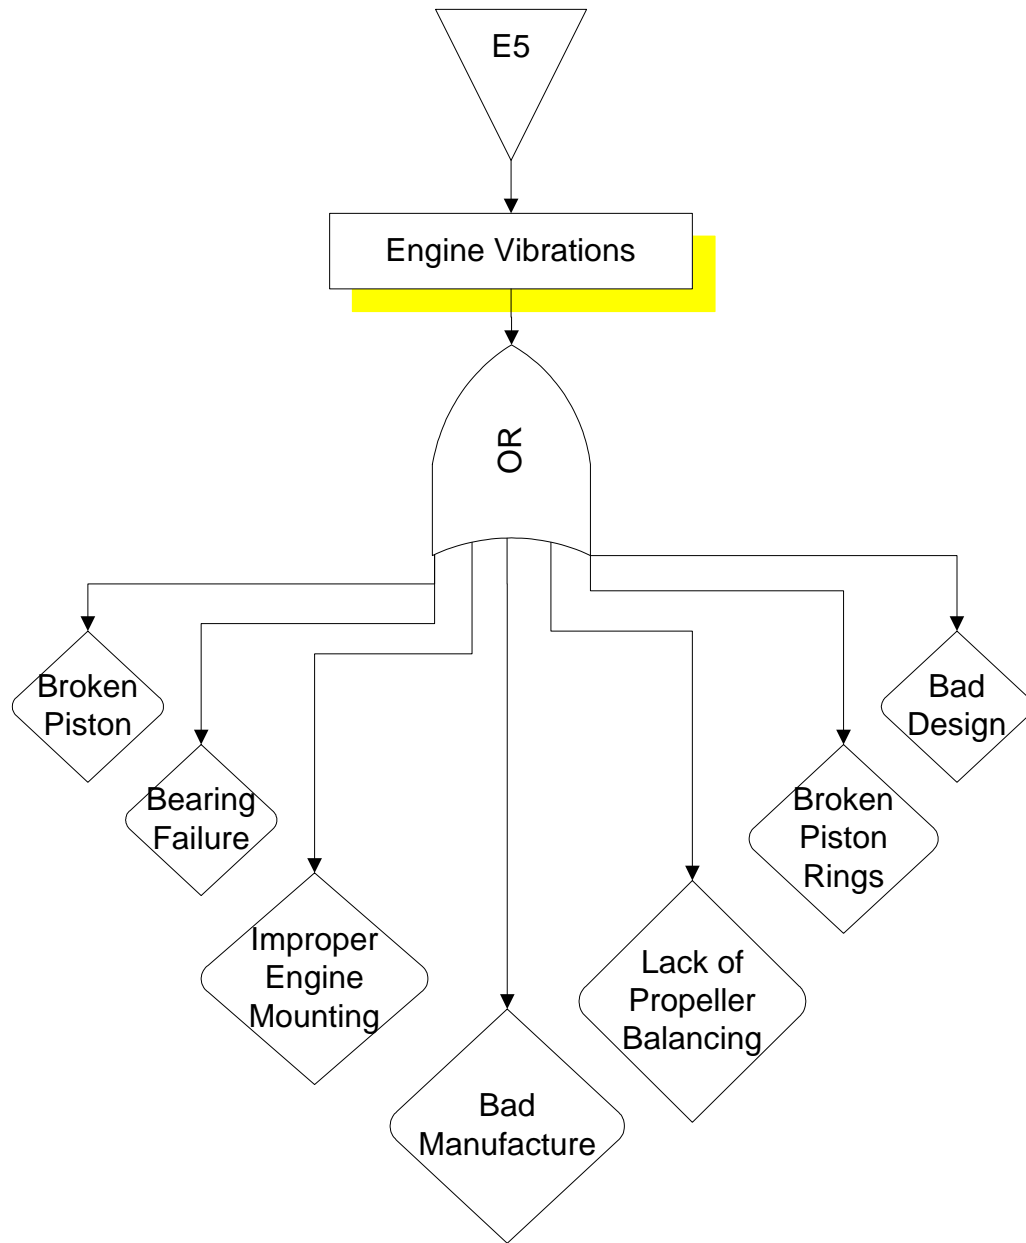 E5
Engine Vibrations
OR
Broken
Piston
Bearing
Failure
Improper
Engine
Mounting
Bad
Manufacture
Lack of
Propeller
Balancing
Broken
Piston
Rings
Bad
Design